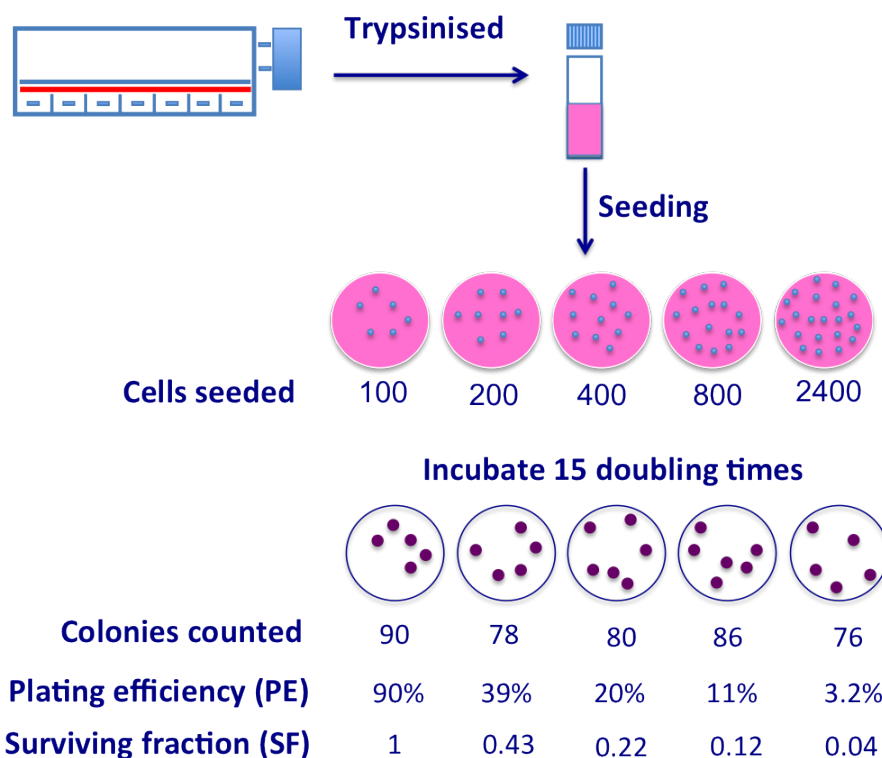 Trypsinised
Seeding
Cells seeded 100 200 400 800 2400
Incubate 15 doubling times
Colonies counted 90 78 80 86 76
Plating efficiency (PE) 90% 39% 20% 11% 3.2%
Surviving fraction (SF) 1 0.43 0.22 0.12 0.04